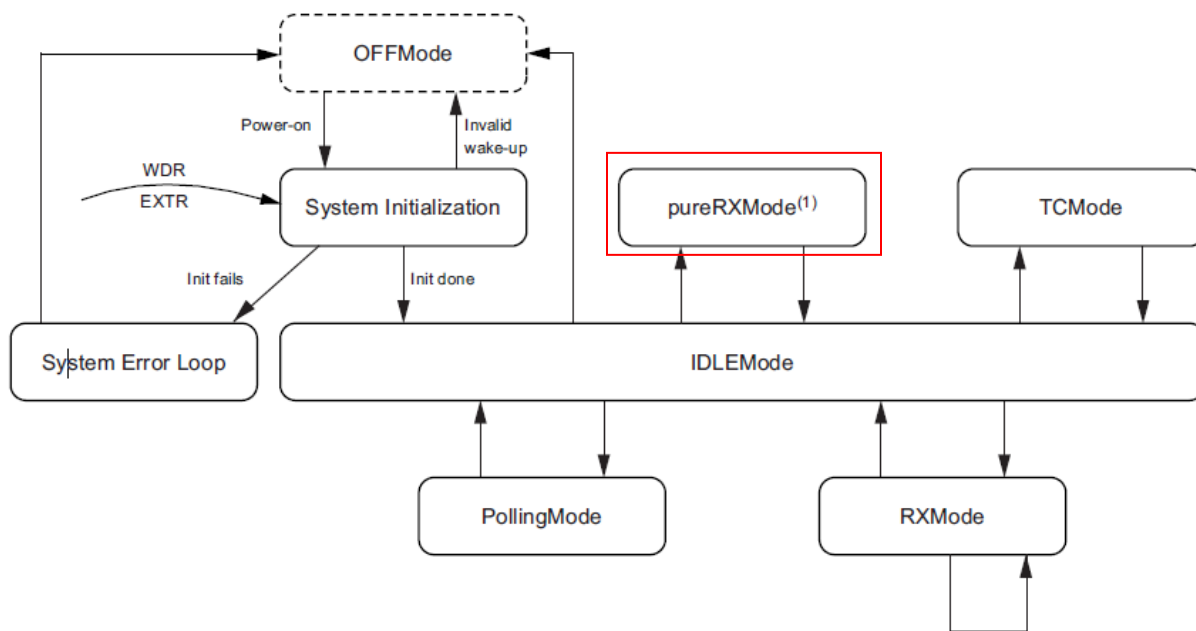 OFFMode
Power-on
Invalid
wake-up
WDR
EXTR
System Initialization
pureRXMode(1)
TCMode
Init fails
Init done
System Error Loop
IDLEMode
PollingMode
RXMode